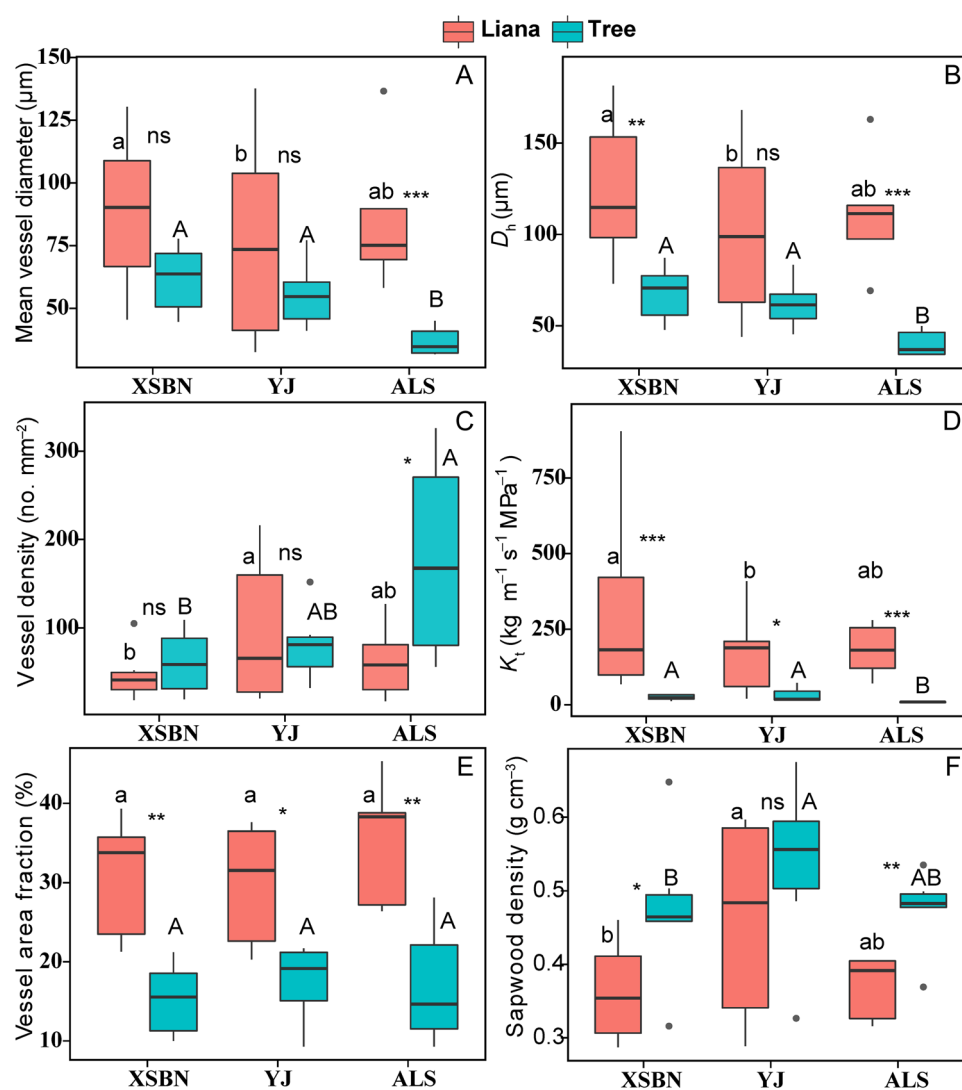 Liana Tree
A
Mean vessel diameter (µm)
150
125
100
75
50
a ns
A
b ns
A
ab ***
B
XSBN YJ ALS
B
Dh (µm)
150
100
50
a **
A
b ns
A
ab ***
B
XSBN YJ ALS
C
Vessel density (no. mm⁻²)
300
200
100
b ns B
a ns AB
ab * A
XSBN YJ ALS
D
Kt (kg m⁻¹ s⁻¹ MPa⁻¹)
750
500
250
0
a ***
A
b *
A
ab ***
B
XSBN YJ ALS
E
Vessel area fraction (%)
40
30
20
10
a **
A
a *
A
a **
A
XSBN YJ ALS
F
Sapwood density (g cm⁻³)
0.6
0.5
0.4
0.3
b * B
a ns A
ab ** AB
XSBN YJ ALS